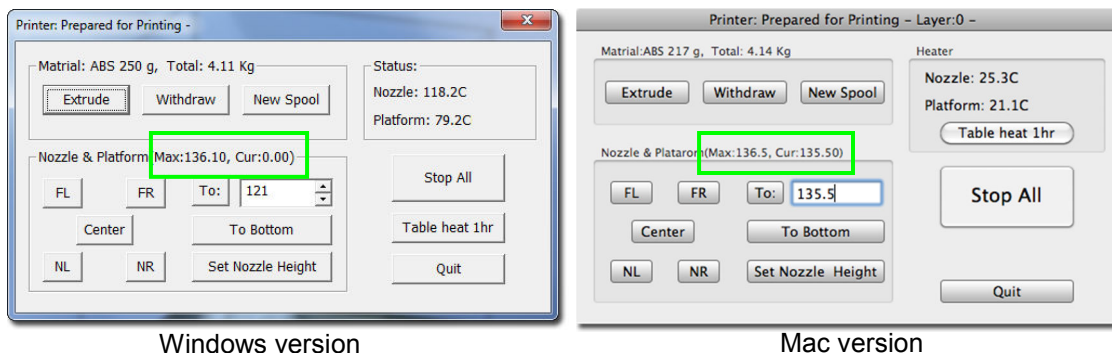 Printer: Prepared for Printing -
Matrial: ABS 250 g, Total: 4.11 Kg
Extrude Withdraw New Spool
Status:
Nozzle: 118.2C
Platform: 79.2C
Nozzle & Platform(Max:136.10, Cur:0.00)
FL FR To: 121
Center To Bottom
NL NR Set Nozzle Height
Stop All
Table heat 1hr
Quit
Windows version
Printer: Prepared for Printing – Layer:0 –
Matrial:ABS 217 g, Total: 4.14 Kg
Extrude Withdraw New Spool
Heater
Nozzle: 25.3C
Platform: 21.1C
Table heat 1hr
Nozzle & Platarom(Max:136.5, Cur:135.50)
FL FR To: 135.5
Center To Bottom
NL NR Set Nozzle Height
Stop All
Quit
Mac version